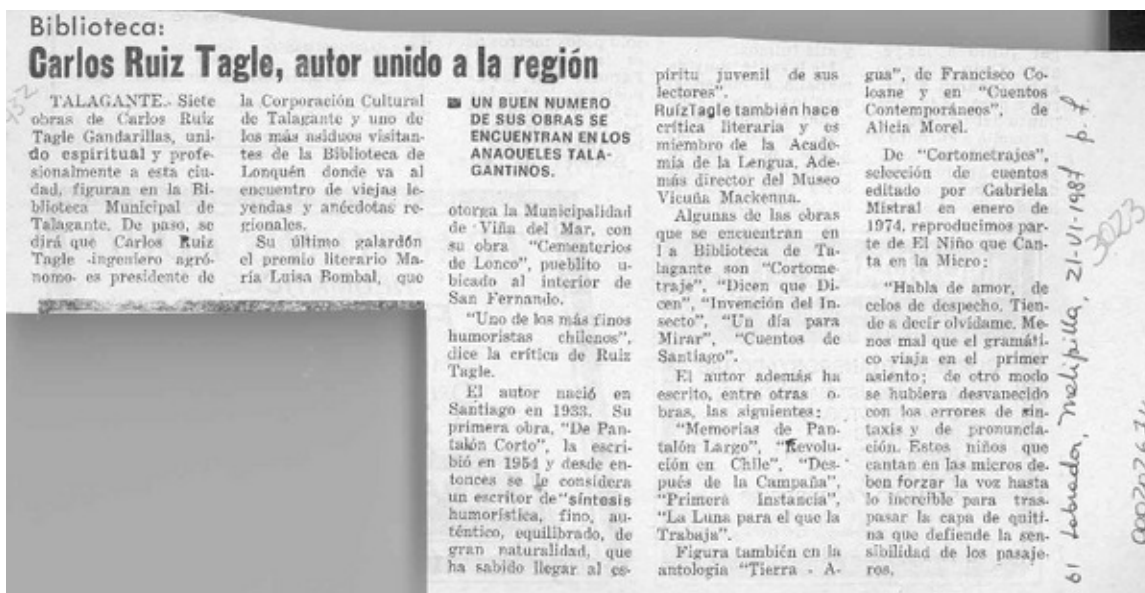 Biblioteca:
Carlos Ruiz Tagle, autor unido a la región
TALAGANTE.- Siete
obras de Carlos Ruiz
Tagle Gandarillas, uni-
do espiritual y profe-
sionalmente a esta ciu-
dad, figuran en la Bi-
blioteca Municipal de
Talagante. De paso, se
dirá que Carlos Ruiz
Tagle -ingeniero agró-
nomo- es presidente de
la Corporación Cultural
de Talagante y uno de
los más asiduos visitan-
tes de la Biblioteca de
Lonquén donde va al
encuentro de viejas le-
yendas y anécdotas re-
gionales.
Su último galardón
el premio literario Ma-
ría Luisa Bombal, que
UN BUEN NUMERO
DE SUS OBRAS SE
ENCUENTRAN EN LOS
ANAQUELES TALA-
GANTINOS.
otorga la Municipalidad
de Viña del Mar, con
su obra "Cementerios
de Lonco", pueblito u-
bicado al interior de
San Fernando.
"Uno de los más finos
humoristas chilenos",
dice la crítica de Ruiz
Tagle.
El autor nació en
Santiago en 1933. Su
primera obra, "De Pan-
talón Corto", la escri-
bió en 1954 y desde en-
tonces se le considera
un escritor de "síntesis
humorística, fino, au-
téntico, equilibrado, de
gran naturalidad, que
ha sabido llegar al es-
píritu juvenil de sus
lectores".
RuízTagle también hace
crítica literaria y es
miembro de la Acade-
mia de la Lengua. Ade-
más director del Museo
Vicuña Mackenna.
Algunas de las obras
que se encuentran en
la Biblioteca de Ta-
lagante son "Cortome-
traje", "Dicen que Di-
cen", "Invención del In-
secto", "Un día para
Mirar", "Cuentos de
Santiago".
El autor además ha
escrito, entre otras o-
bras, las siguientes:
"Memorias de Pan-
talón Largo", "Revolu-
ción en Chile", "Des-
pués de la Campaña",
"Primera Instancia",
"La Luna para el que la
Trabaja".
Figura también en la
antología "Tierra - A-
gua", de Francisco Co-
loane y en "Cuentos
Contemporáneos", de
Alicia Morel.
De "Cortometrajes",
selección de cuentos
editado por Gabriela
Mistral en enero de
1974, reproducimos par-
te de El Niño que Can-
ta en la Micro:
"Habla de amor, de
celos de despecho. Tien-
de a decir olvídame. Me-
nos mal que el gramáti-
co viaja en el primer
asiento; de otro modo
se hubiera desvanecido
con los errores de sin-
taxis y de pronuncia-
ción. Estos niños que
cantan en las micros de-
ben forzar la voz hasta
lo increíble para tras-
pasar la capa de quiti-
na que defiende la sen-
sibilidad de los pasaje-
ros.
El Labrador, Melipilla, 21-VI-1987 p. 7
3023